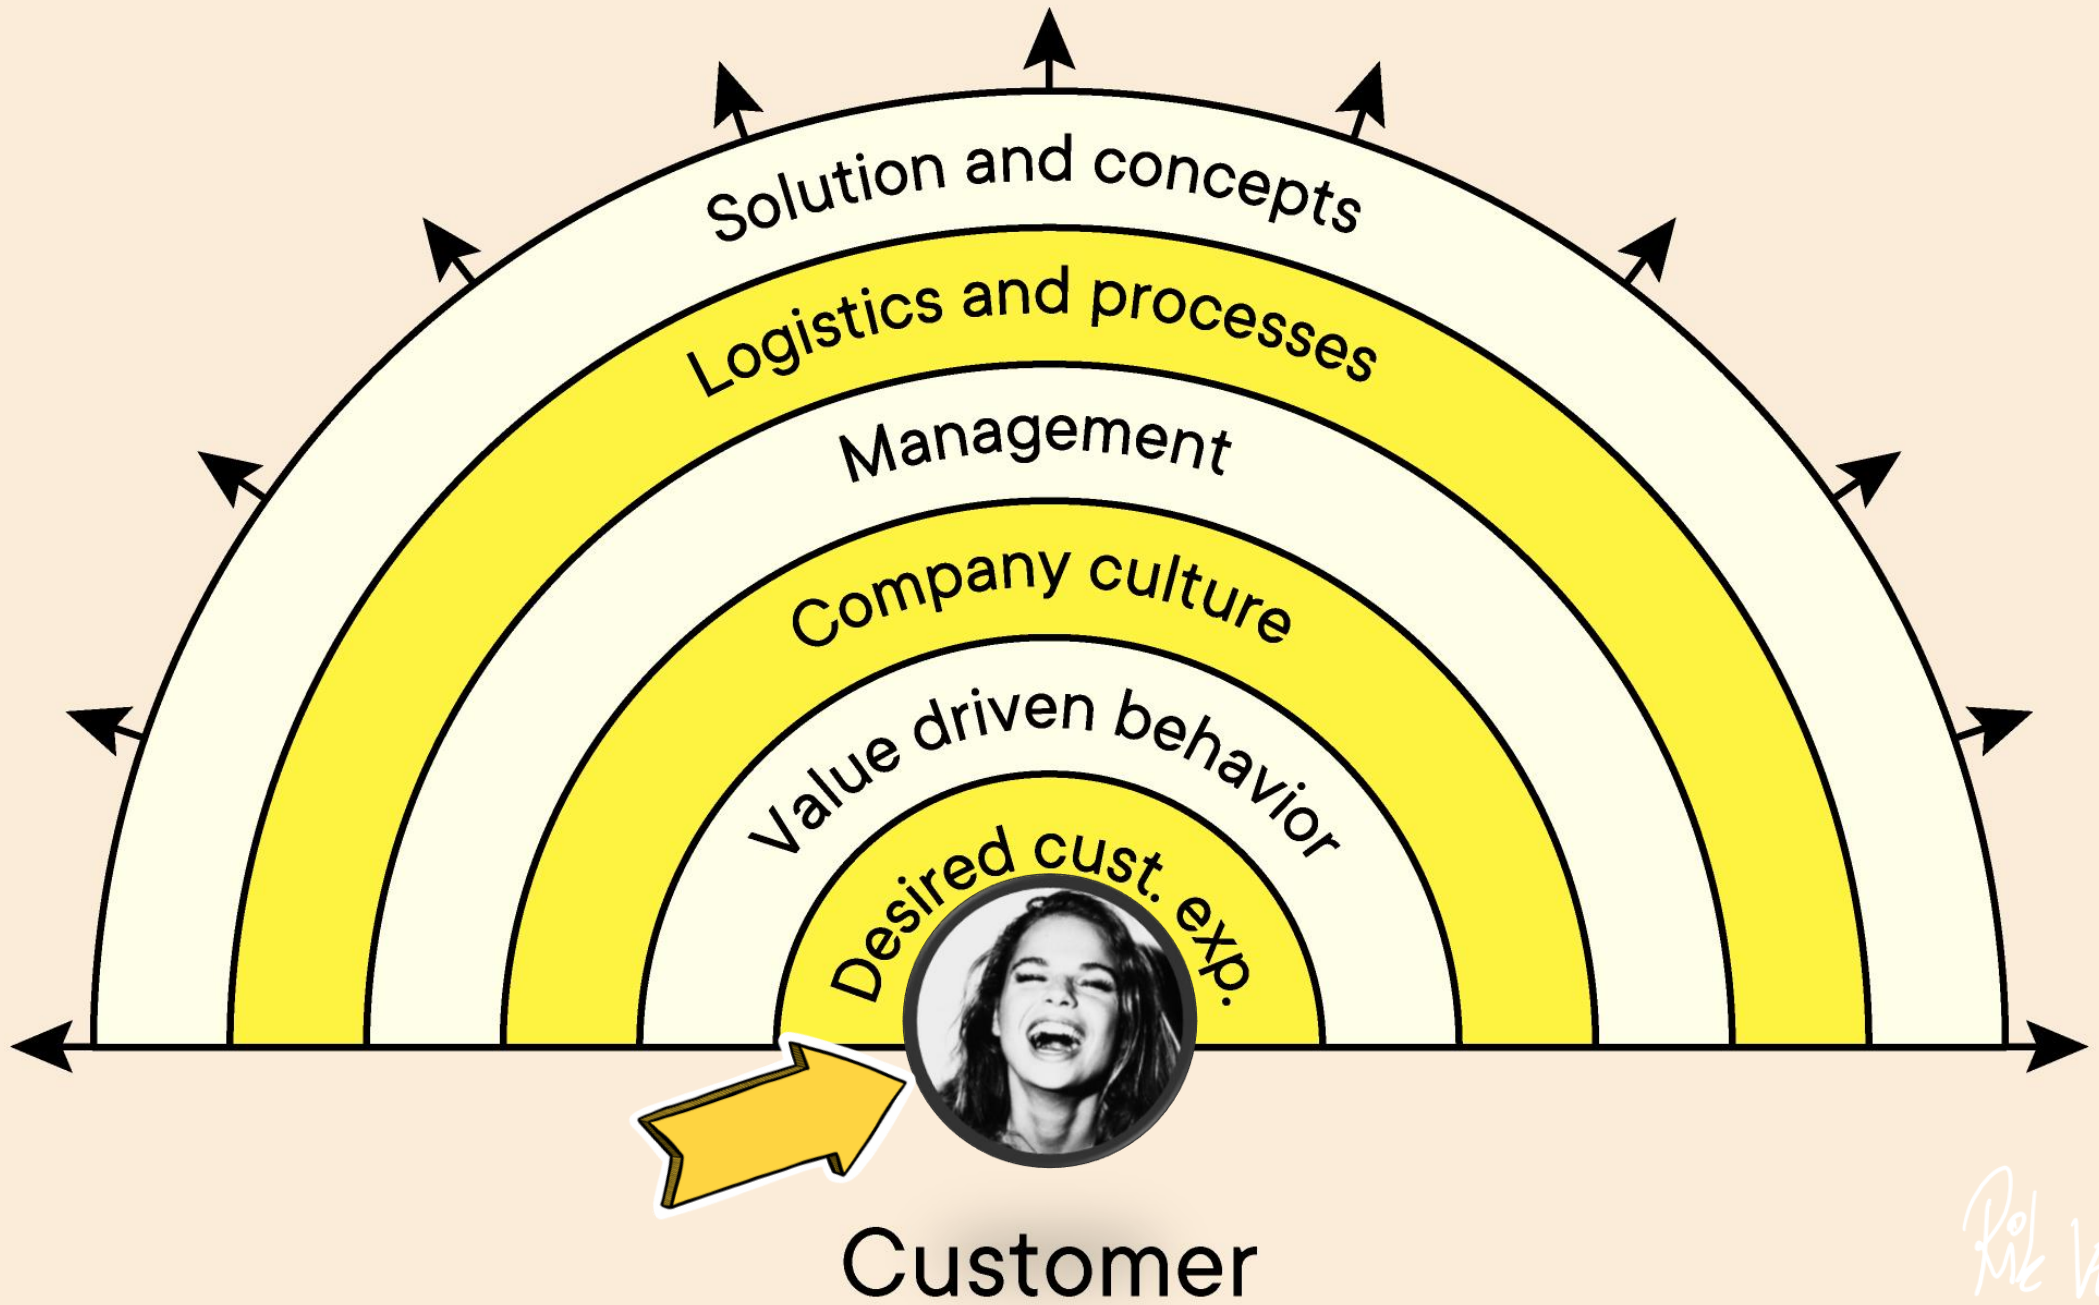 Solution and concepts
Logistics and processes
Management
Company culture
Value driven behavior
Desired cust. exp.
Customer